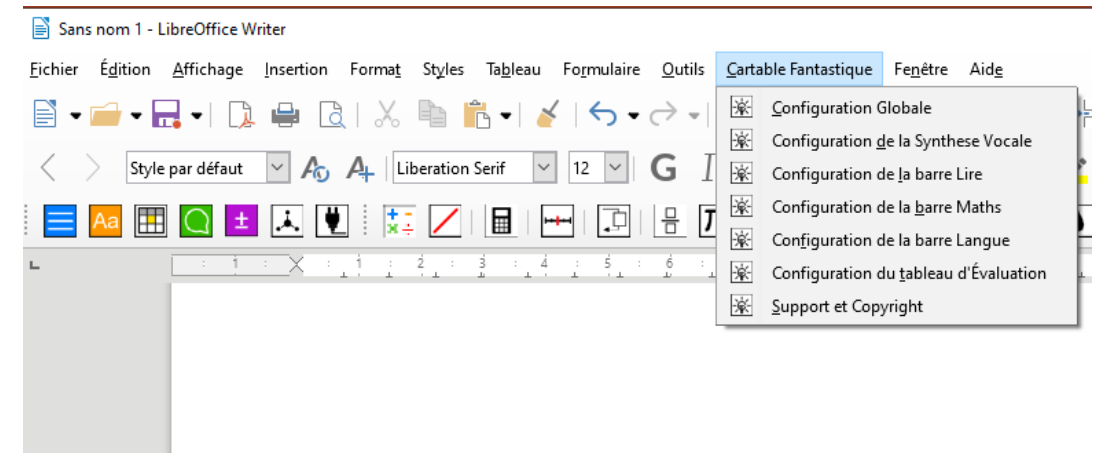 Sans nom 1 - LibreOffice Writer
Fichier Édition Affichage Insertion Format Styles Tableau Formulaire Outils Cartable Fantastique Fenêtre Aide
Configuration Globale
Configuration de la Synthese Vocale
Style par défaut Liberation Serif 12 G I
Configuration de la barre Lire
Configuration de la barre Maths
Aa
Configuration de la barre Langue
1 1 2 3 4 5 6
Configuration du tableau d'Évaluation
Support et Copyright